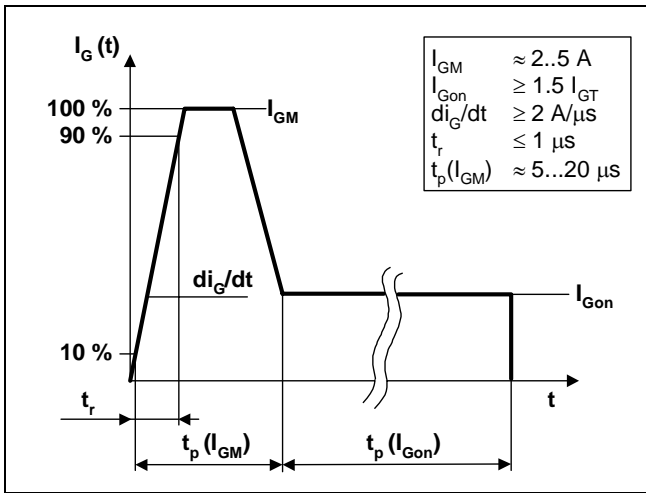 I_G (t)
100 %
90 %
10 %
I_GM
di_G/dt
I_Gon
t_r
t
t_p (I_GM)
t_p (I_Gon)
I_GM ≈ 2..5 A
I_Gon ≥ 1.5 I_GT
di_G/dt ≥ 2 A/μs
t_r ≤ 1 μs
t_p(I_GM) ≈ 5...20 μs